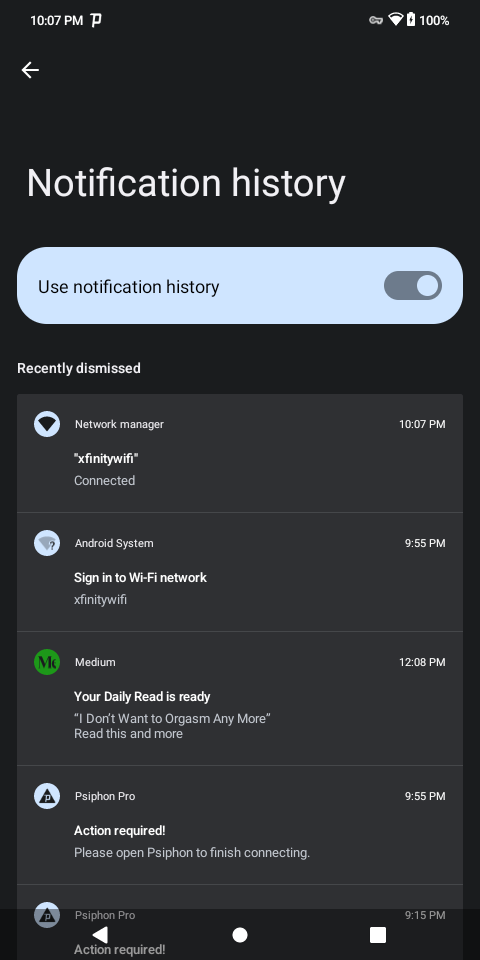 10:07 PM 100%
Notification history
Use notification history
Recently dismissed
Network manager 10:07 PM
"xfinitywifi"
Connected
Android System 9:55 PM
Sign in to Wi-Fi network
xfinitywifi
Medium 12:08 PM
Your Daily Read is ready
“I Don’t Want to Orgasm Any More”
Read this and more
Psiphon Pro 9:55 PM
Action required!
Please open Psiphon to finish connecting.
Psiphon Pro 9:15 PM
Action required!